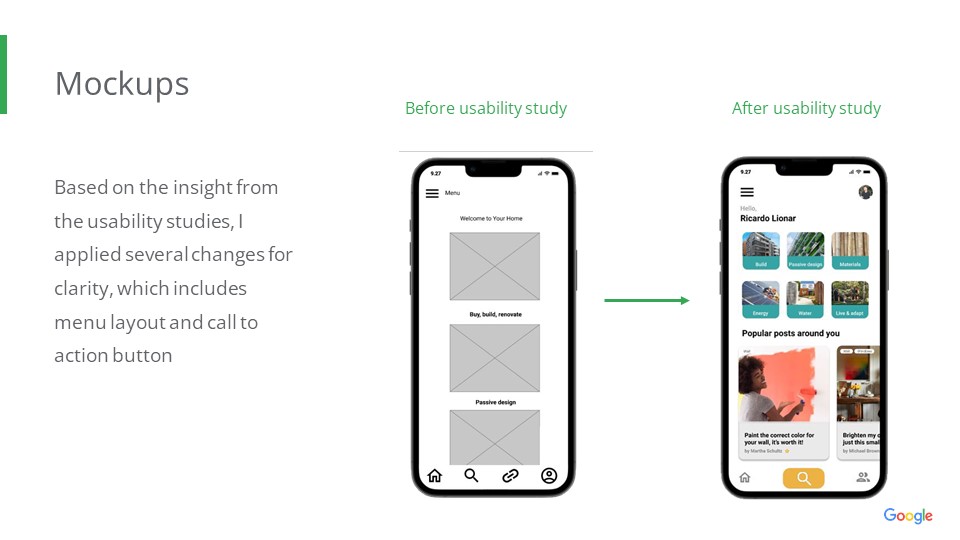 Mockups
Based on the insight from
the usability studies, I
applied several changes for
clarity, which includes
menu layout and call to
action button
Before usability study
9.27
Menu
Welcome to Your Home
Buy, build, renovate
Passive design
After usability study
9.27
Hello,
Ricardo Lionar
Build
Passive design
Materials
Energy
Water
Live & adapt
Popular posts around you
Paint the correct color for
your wall, it's worth it!
by Martha Schultz
Brighten my
just this smal
by Michael Brow
Google